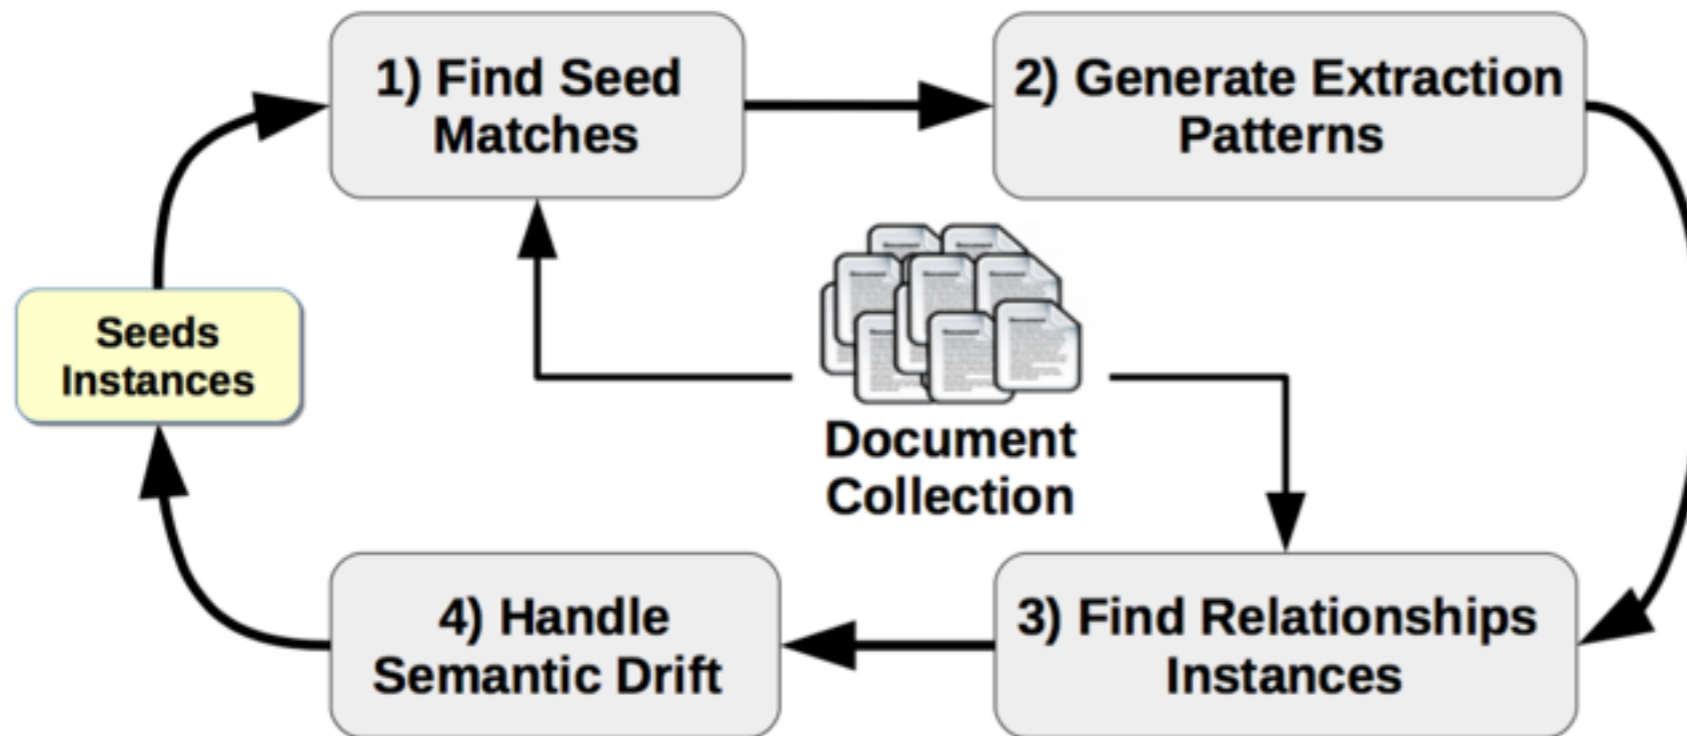 1) Find Seed
Matches
2) Generate Extraction
Patterns
Seeds
Instances
Document
Collection
4) Handle
Semantic Drift
3) Find Relationships
Instances